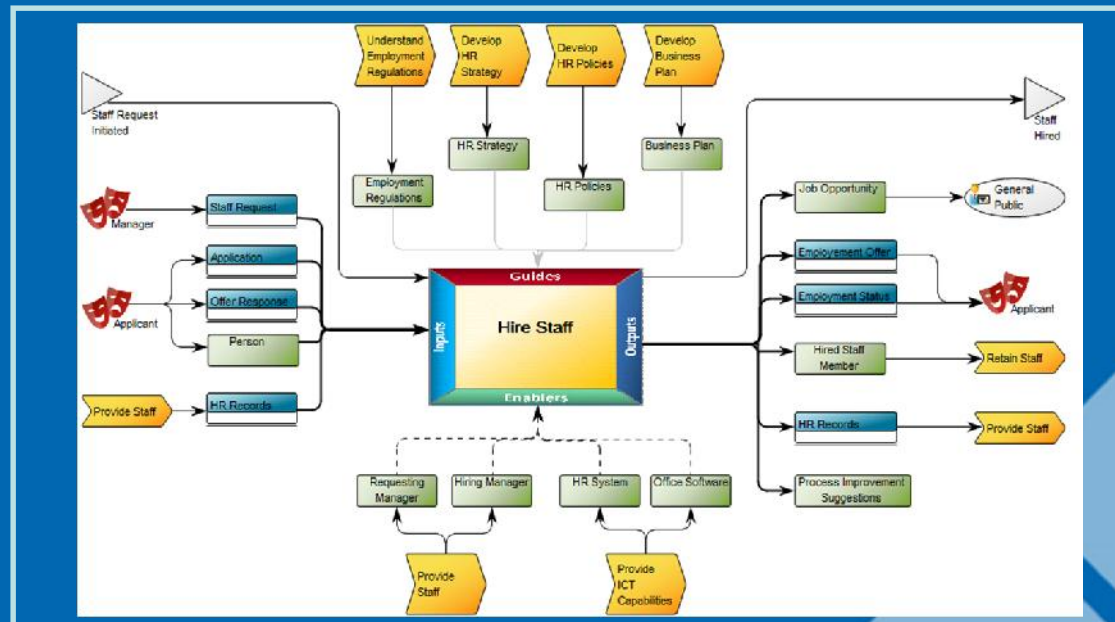 Understand
Employment
Regulations
Develop
HR
Strategy
Develop
HR Policies
Develop
Business
Plan
Staff Request
Initiated
Staff
Hired
HR Strategy
Business Plan
Employment
Regulations
HR Policies
Job Opportunity
General
Public
Manager
Staff Request
Application
Offer Response
Applicant
Person
Provide Staff
HR Records
Guides
Inputs
Hire Staff
Outputs
Enablers
Employement Offer
Employment Status
Applicant
Hired Staff
Member
Retain Staff
HR Records
Provide Staff
Process Improvement
Suggestions
Requesting
Manager
Hiring Manager
HR System
Office Software
Provide
Staff
Provide
ICT
Capabilities